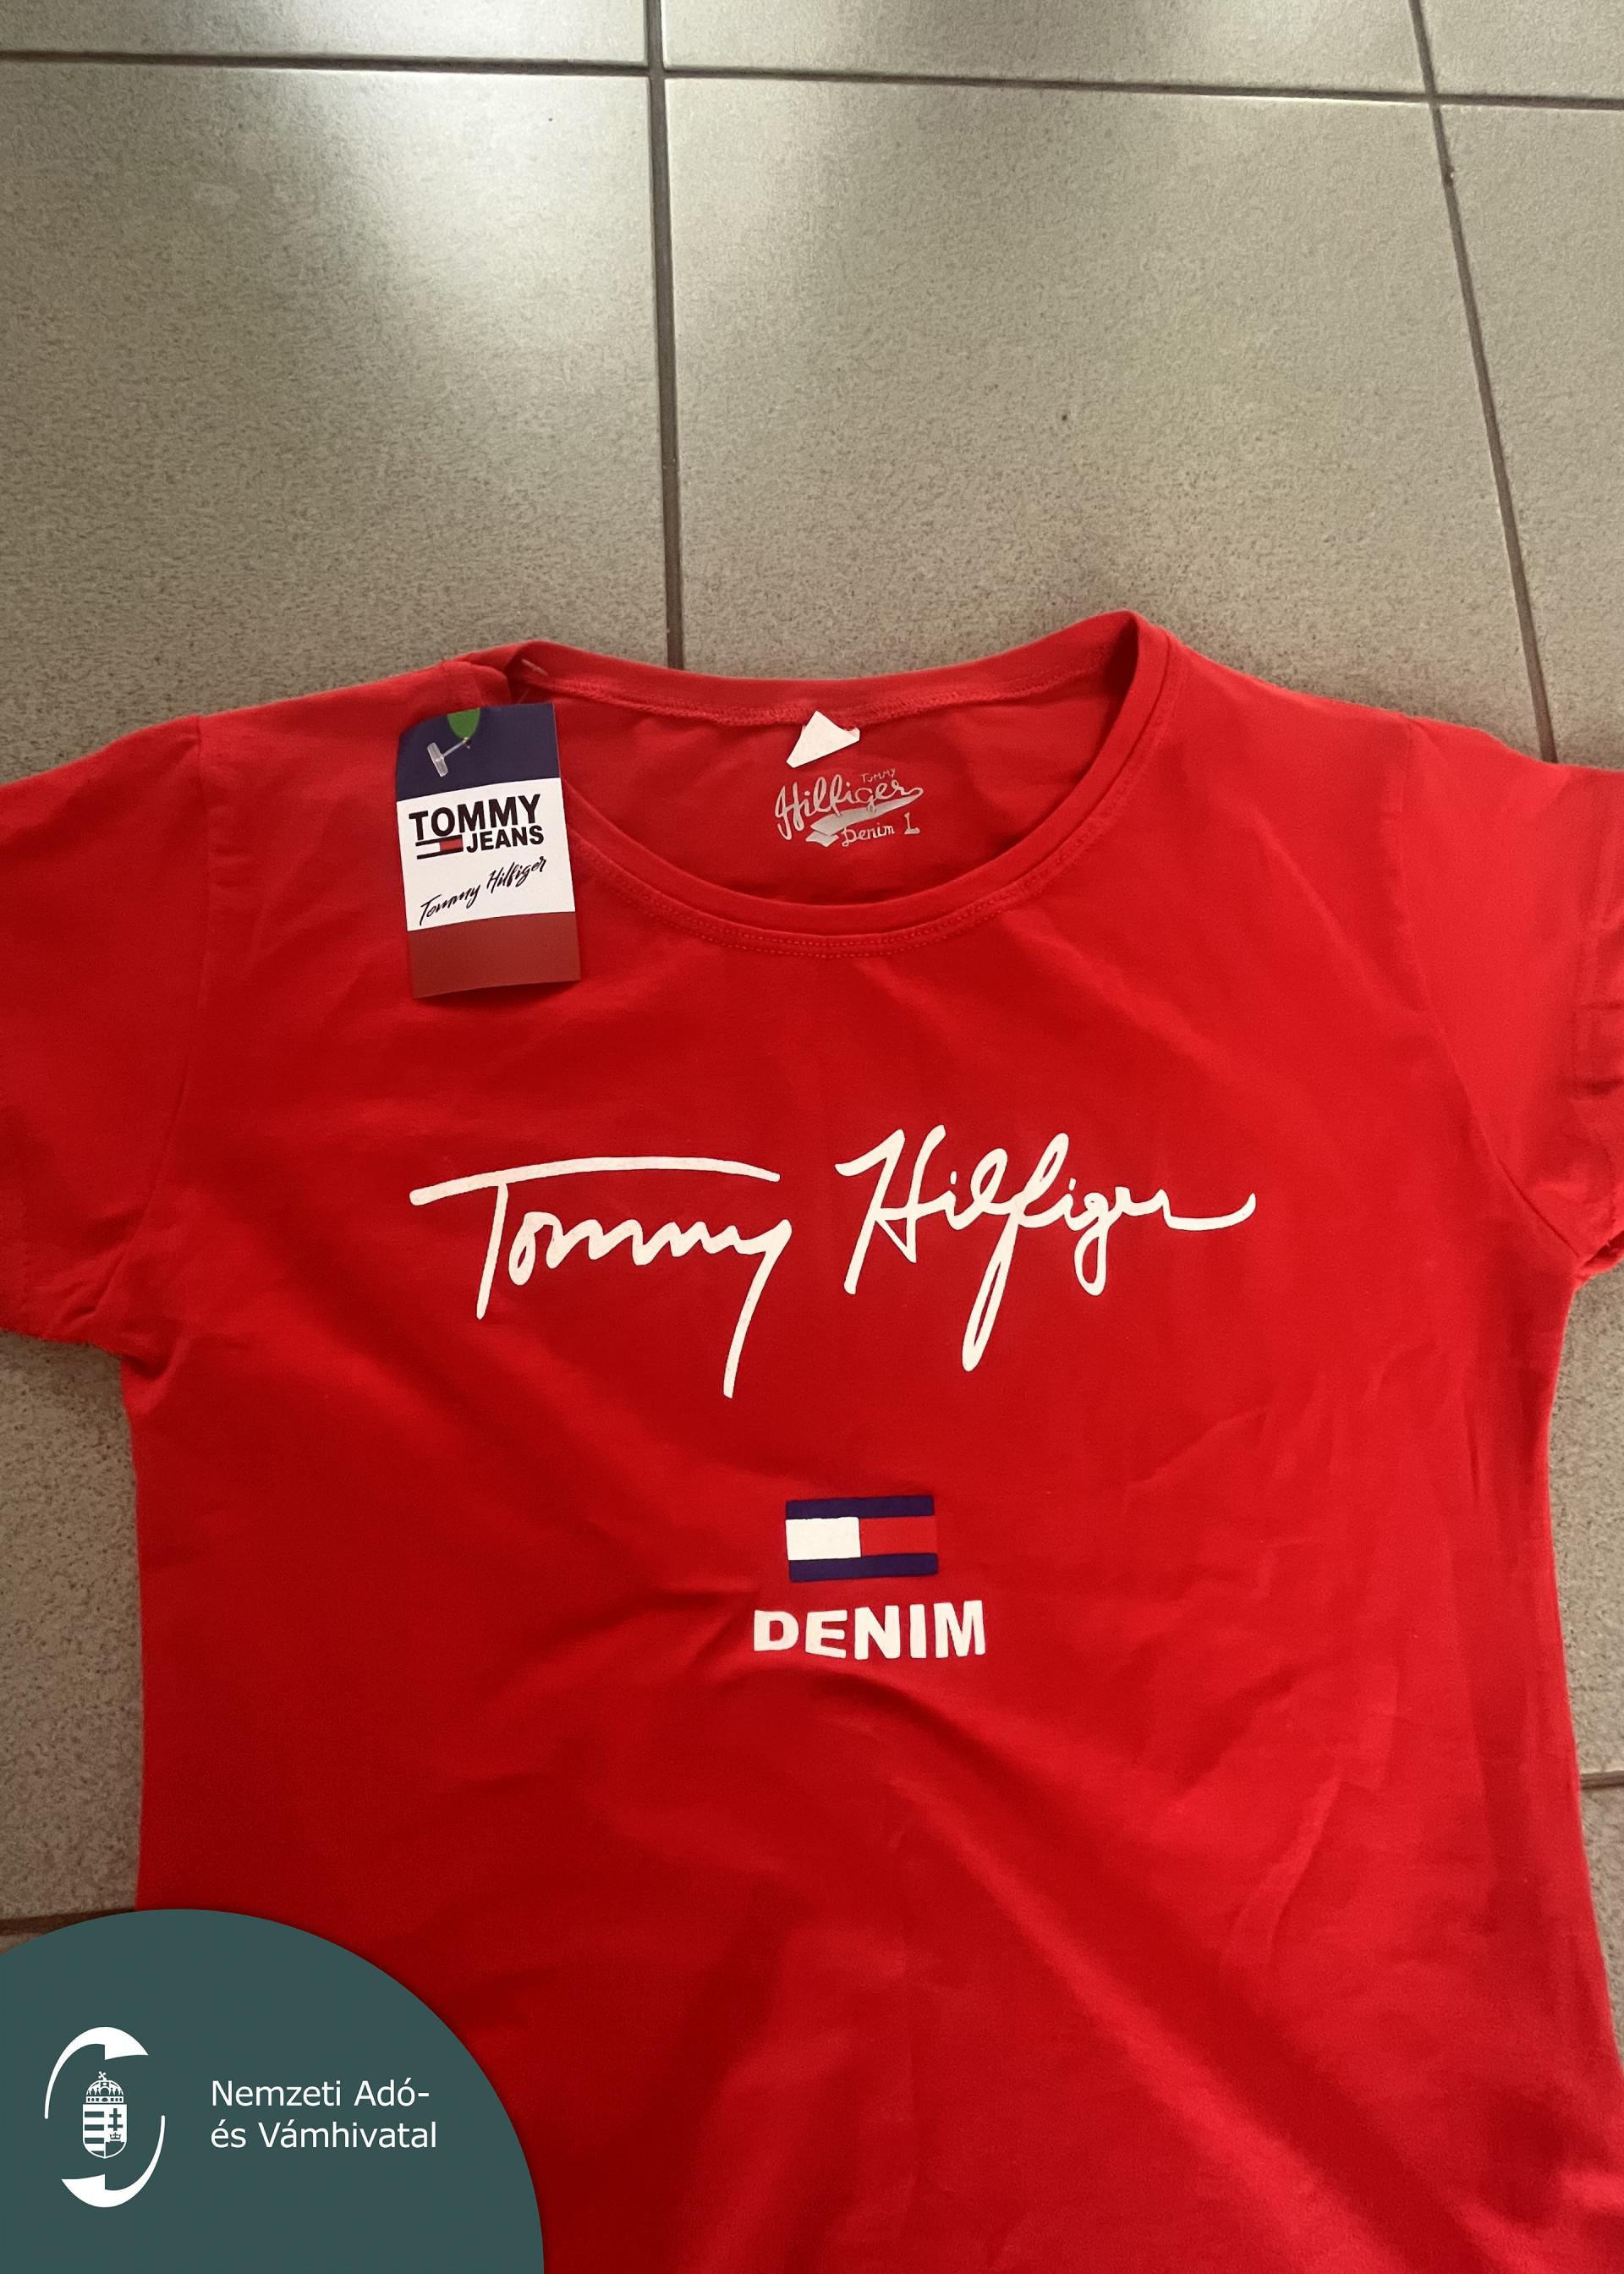 TOMMY
JEANS
Tommy Hilfiger
TOMMY
Hilfiger
Denim L
Tommy Hilfiger
DENIM
Nemzeti Adó-
és Vámhivatal